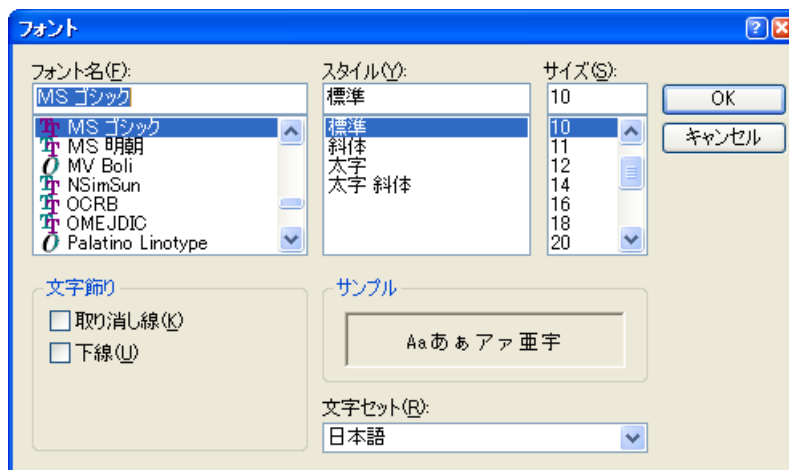 フォント
フォント名(F):
MS ゴシック
MS ゴシック
MS 明朝
MV Boli
NSimSun
OCRB
OMEJDIC
Palatino Linotype
スタイル(Y):
標準
標準
斜体
太字
太字 斜体
サイズ(S):
10
10
11
12
14
16
18
20
OK
キャンセル
文字飾り
取り消し線(K)
下線(U)
サンプル
Aaあぁアァ亜宇
文字セット(R):
日本語